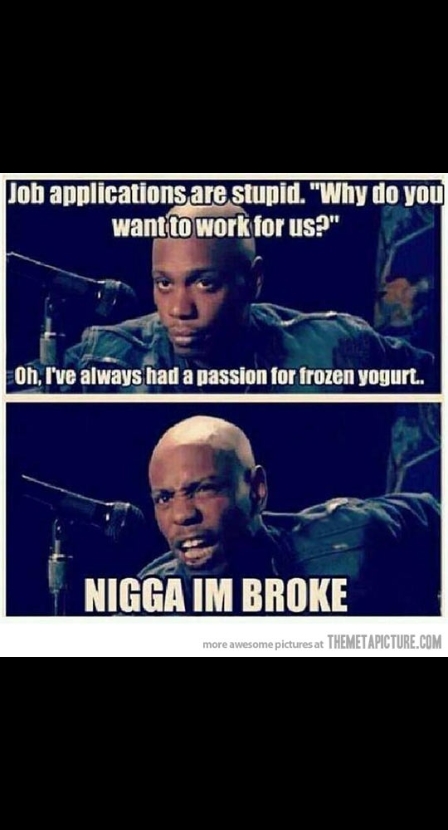 Job applications are stupid. "Why do you
want to work for us?"
Oh, I've always had a passion for frozen yogurt..
NIGGA IM BROKE
more awesome pictures at THEMETAPICTURE.COM